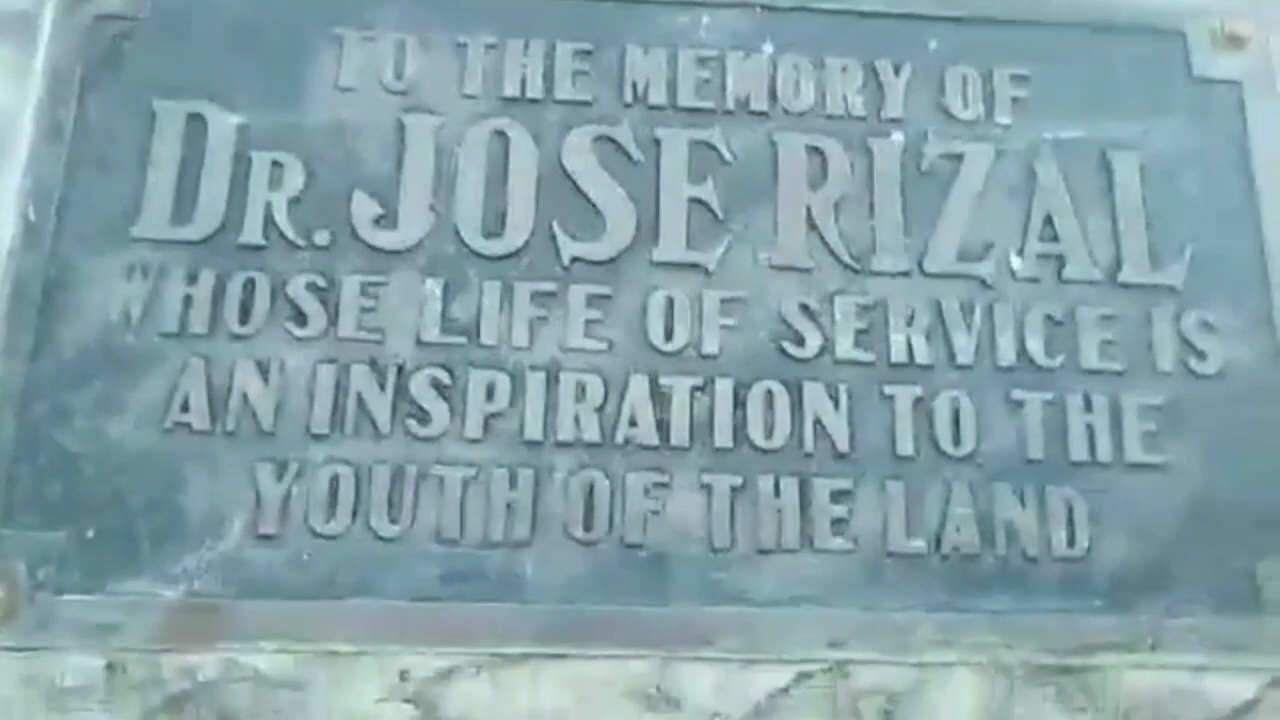 TO THE MEMORY OF
DR. JOSE RIZAL
WHOSE LIFE OF SERVICE IS
AN INSPIRATION TO THE
YOUTH OF THE LAND